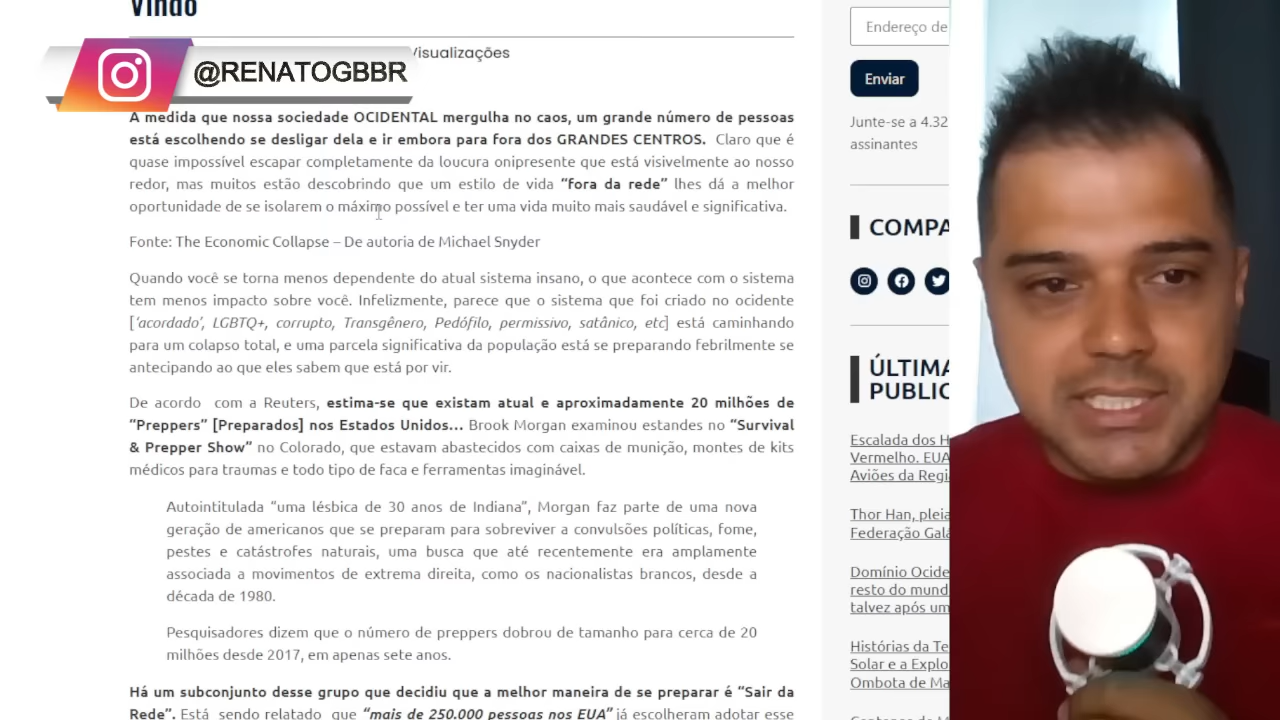 Vindo
Visualizações
@RENATOGBBR
A medida que nossa sociedade OCIDENTAL mergulha no caos, um grande número de pessoas
está escolhendo se desligar dela e ir embora para fora dos GRANDES CENTROS. Claro que é
quase impossível escapar completamente da loucura onipresente que está visivelmente ao nosso
redor, mas muitos estão descobrindo que um estilo de vida “fora da rede” lhes dá a melhor
oportunidade de se isolarem o máximo possível e ter uma vida muito mais saudável e significativa.
Fonte: The Economic Collapse – De autoria de Michael Snyder
Quando você se torna menos dependente do atual sistema insano, o que acontece com o sistema
tem menos impacto sobre você. Infelizmente, parece que o sistema que foi criado no ocidente
[‘acordado’, LGBTQ+, corrupto, Transgênero, Pedófilo, permissivo, satânico, etc] está caminhando
para um colapso total, e uma parcela significativa da população está se preparando febrilmente se
antecipando ao que eles sabem que está por vir.
De acordo com a Reuters, estima-se que existam atual e aproximadamente 20 milhões de
“Preppers” [Preparados] nos Estados Unidos… Brook Morgan examinou estandes no “Survival
& Prepper Show” no Colorado, que estavam abastecidos com caixas de munição, montes de kits
médicos para traumas e todo tipo de faca e ferramentas imaginável.
Autointitulada “uma lésbica de 30 anos de Indiana”, Morgan faz parte de uma nova
geração de americanos que se preparam para sobreviver a convulsões políticas, fome,
pestes e catástrofes naturais, uma busca que até recentemente era amplamente
associada a movimentos de extrema direita, como os nacionalistas brancos, desde a
década de 1980.
Pesquisadores dizem que o número de preppers dobrou de tamanho para cerca de 20
milhões desde 2017, em apenas sete anos.
Há um subconjunto desse grupo que decidiu que a melhor maneira de se preparar é “Sair da
Rede”. Está sendo relatado que “mais de 250.000 pessoas nos EUA” já escolheram adotar esse
Endereço de
Enviar
Junte-se a 4.32
assinantes
COMPA
ÚLTIMA
PUBLIC
Escalada dos H
Vermelho. EUA
Aviões da Regi
Thor Han, pleia
Federação Galá
Domínio Ocide
resto do mund
talvez após um
Histórias da Te
Solar e a Explo
Ombota de Ma